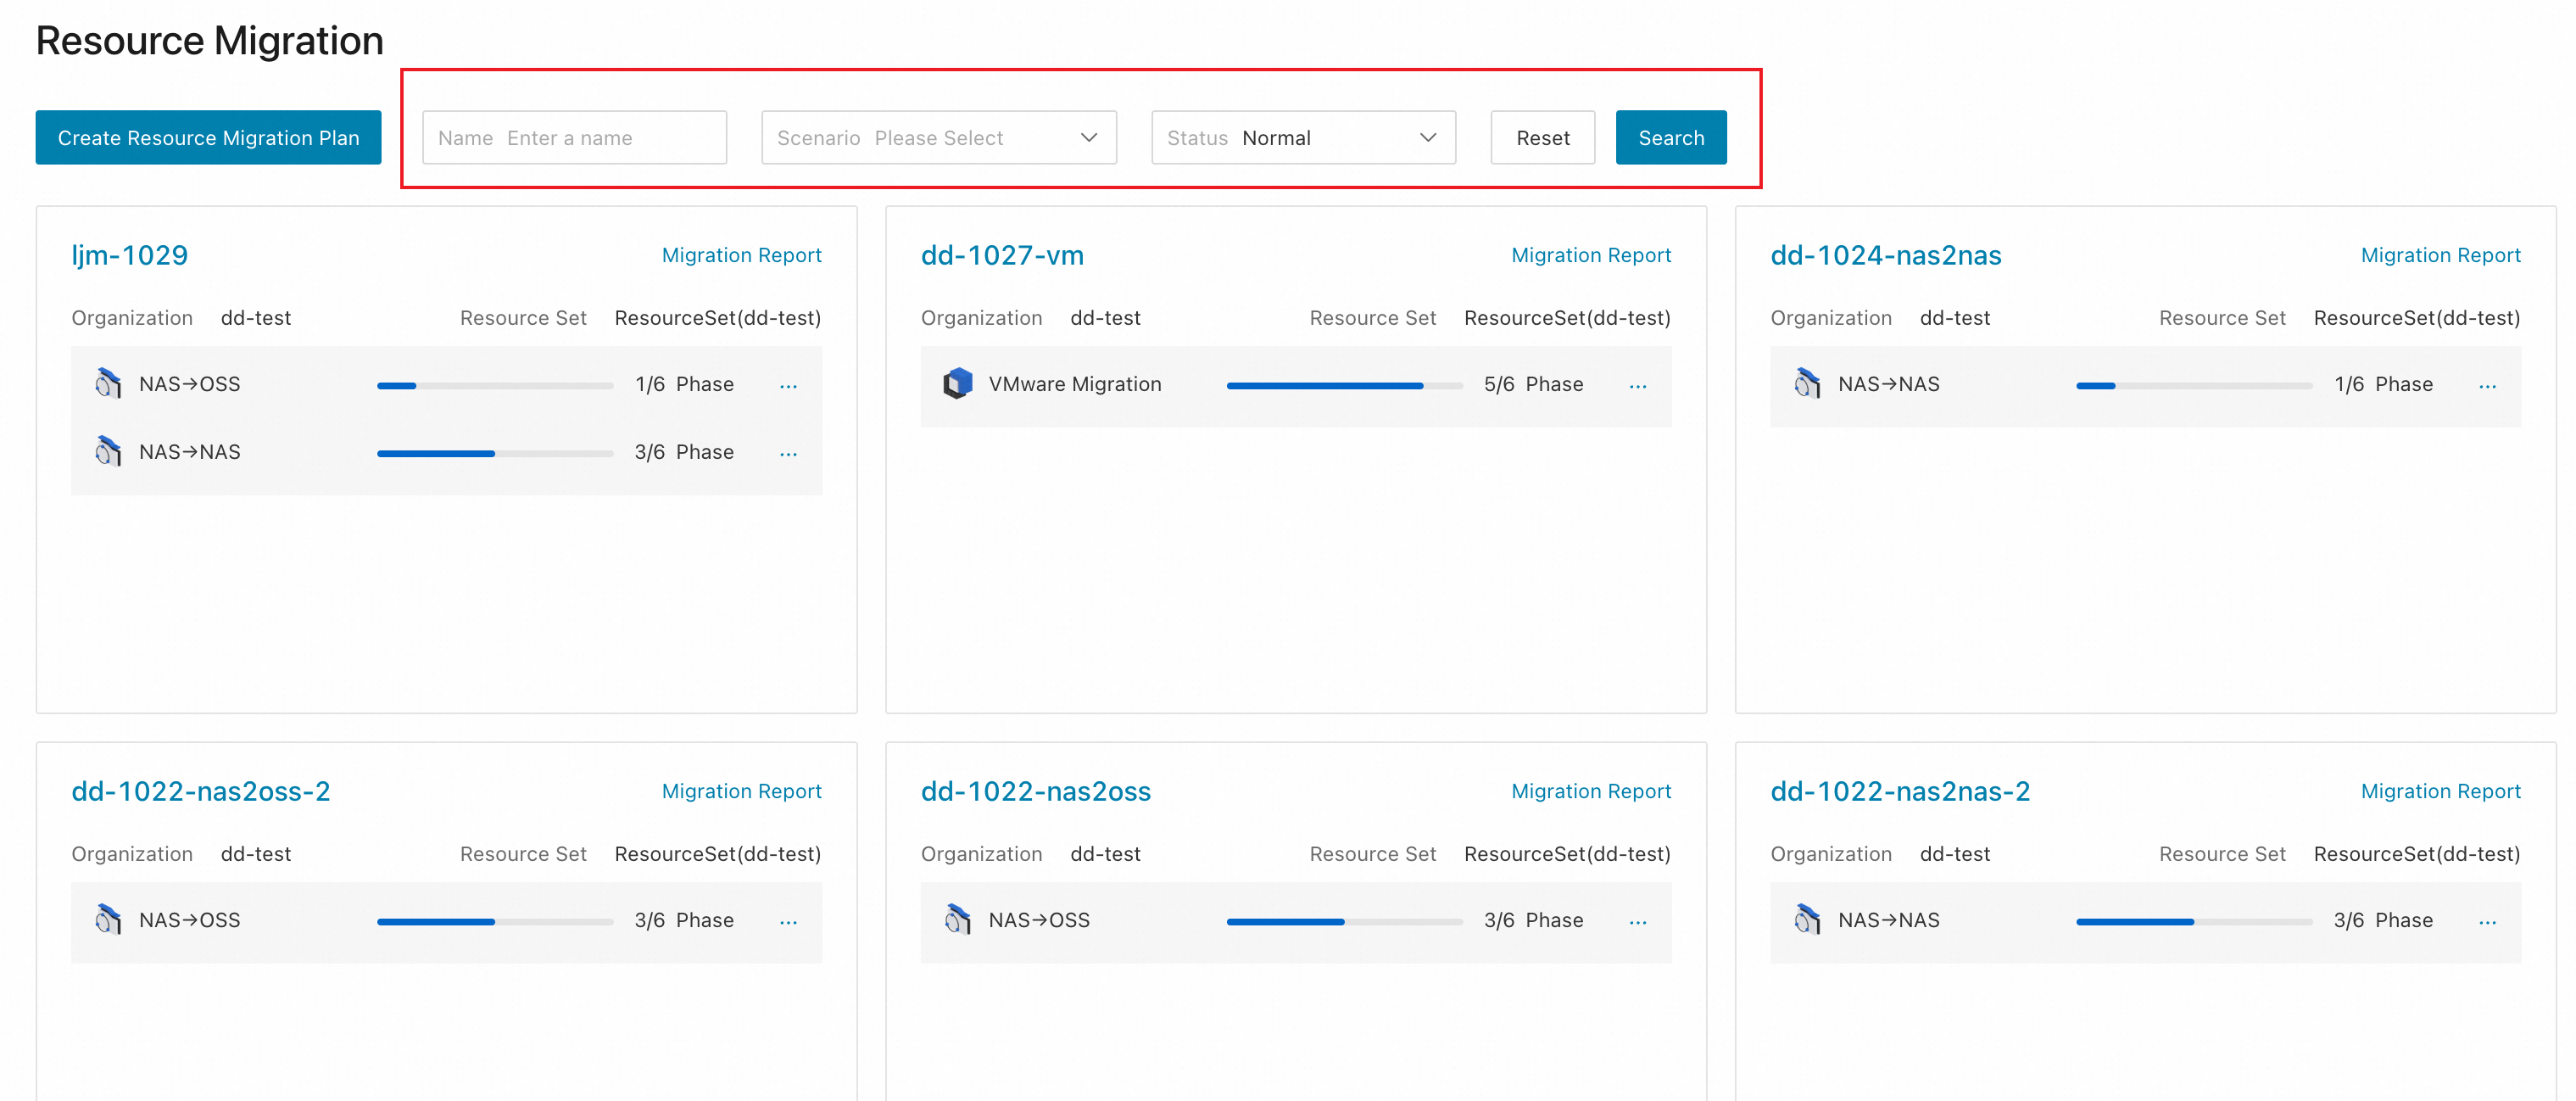 Resource Migration
Create Resource Migration Plan
Name Enter a name
Scenario Please Select
Status Normal
Reset
Search
ljm-1029 Migration Report
Organization dd-test Resource Set ResourceSet(dd-test)
NAS→OSS 1/6 Phase ...
NAS→NAS 3/6 Phase ...
dd-1027-vm Migration Report
Organization dd-test Resource Set ResourceSet(dd-test)
VMware Migration 5/6 Phase ...
dd-1024-nas2nas Migration Report
Organization dd-test Resource Set ResourceSet(dd-test)
NAS→NAS 1/6 Phase ...
dd-1022-nas2oss-2 Migration Report
Organization dd-test Resource Set ResourceSet(dd-test)
NAS→OSS 3/6 Phase ...
dd-1022-nas2oss Migration Report
Organization dd-test Resource Set ResourceSet(dd-test)
NAS→OSS 3/6 Phase ...
dd-1022-nas2nas-2 Migration Report
Organization dd-test Resource Set ResourceSet(dd-test)
NAS→NAS 3/6 Phase ...